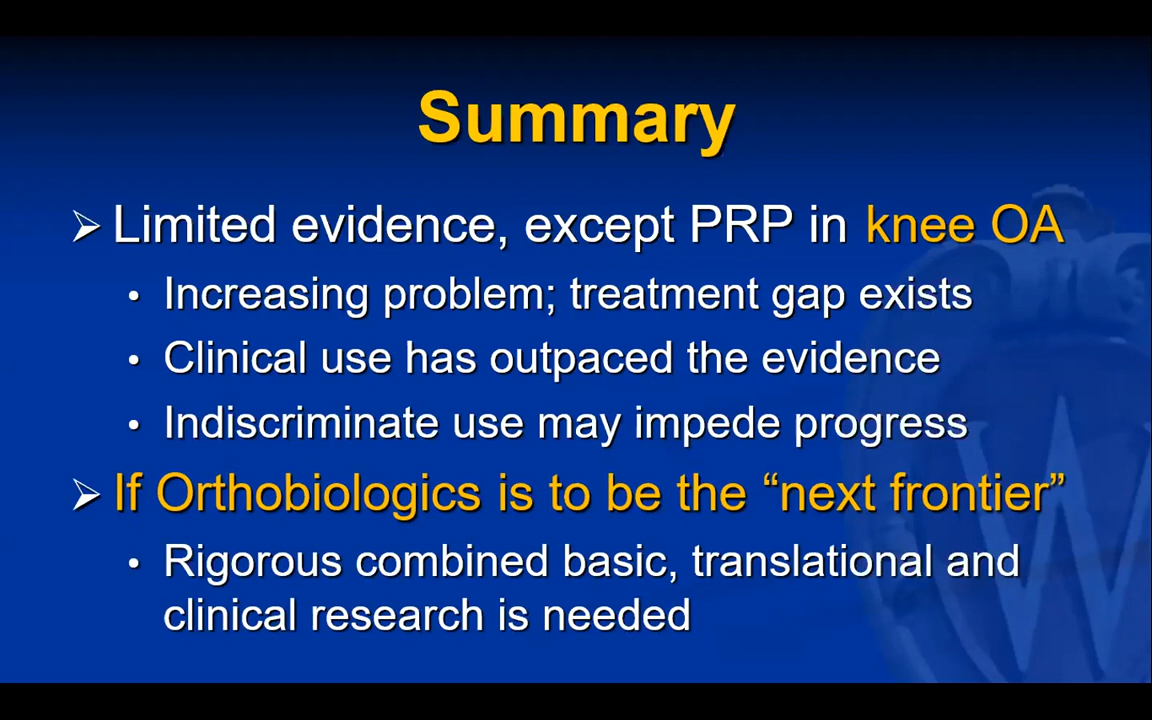 Summary
Limited evidence, except PRP in knee OA
Increasing problem; treatment gap exists
Clinical use has outpaced the evidence
Indiscriminate use may impede progress
If Orthobiologics is to be the “next frontier”
Rigorous combined basic, translational and
clinical research is needed
W